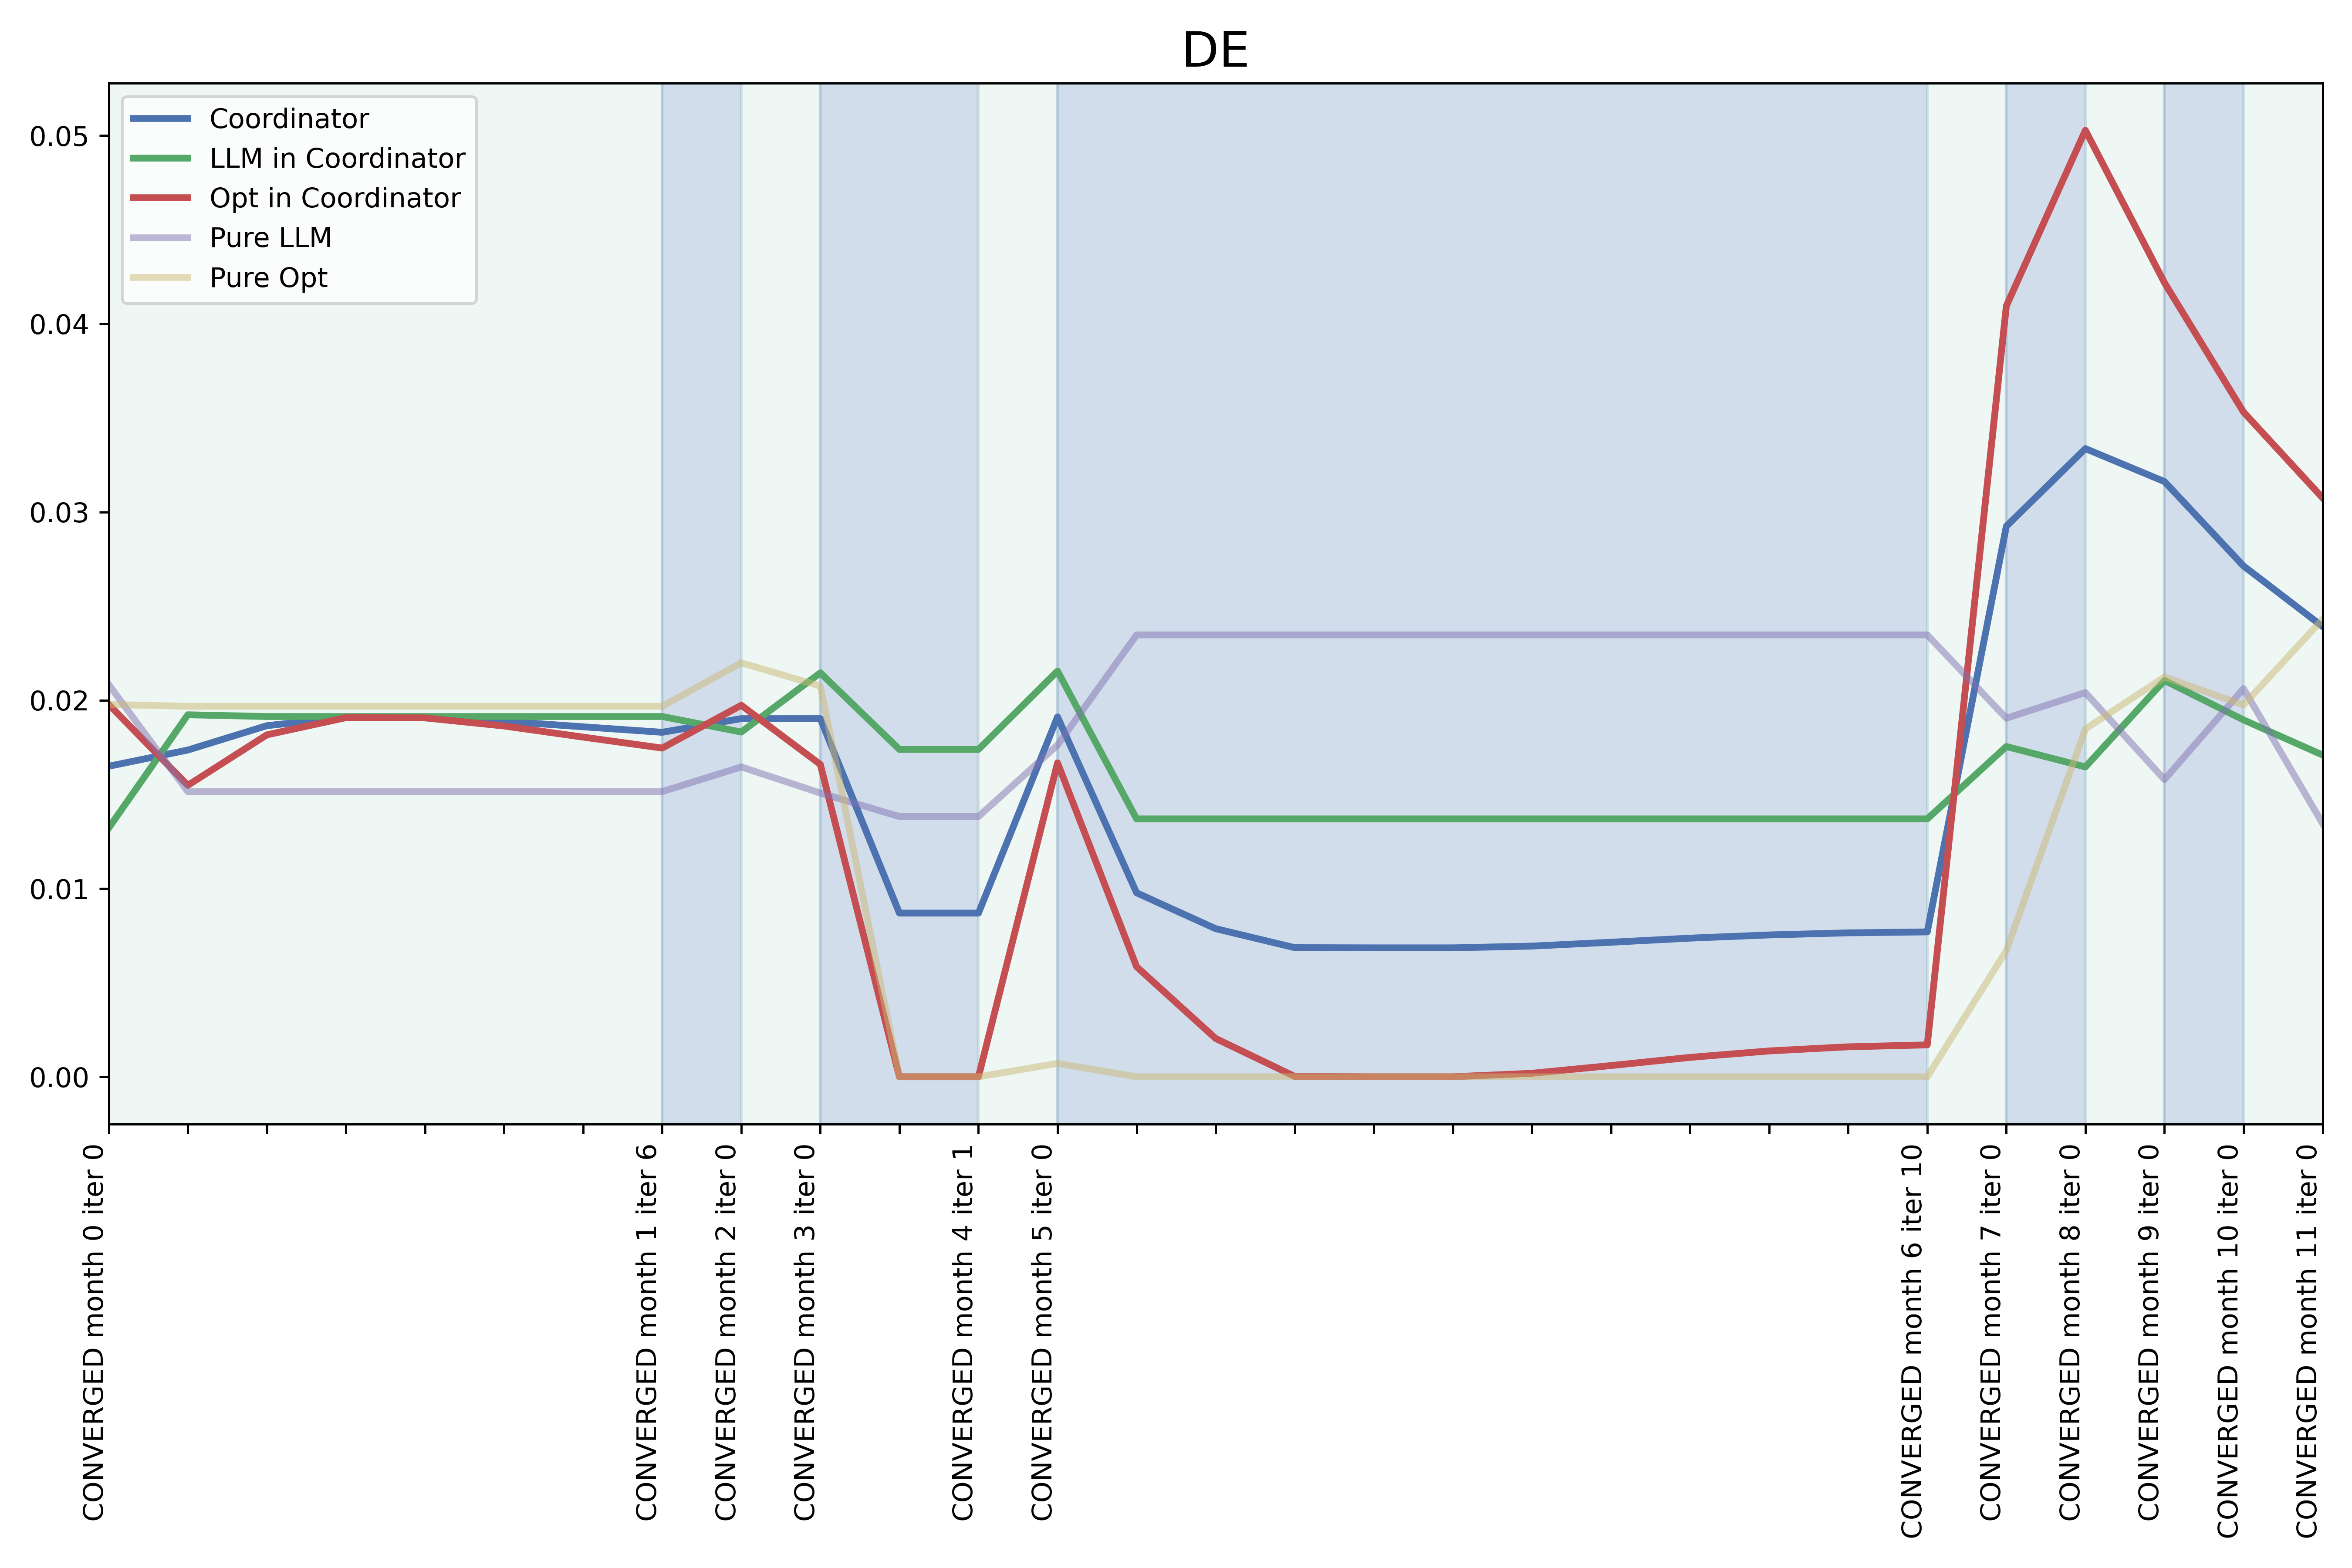 DE
Coordinator
LLM in Coordinator
Opt in Coordinator
Pure LLM
Pure Opt
0.05
0.04
0.03
0.02
0.01
0.00
CONVERGED month 0 iter 0
CONVERGED month 1 iter 6
CONVERGED month 2 iter 0
CONVERGED month 3 iter 0
CONVERGED month 4 iter 1
CONVERGED month 5 iter 0
CONVERGED month 6 iter 10
CONVERGED month 7 iter 0
CONVERGED month 8 iter 0
CONVERGED month 9 iter 0
CONVERGED month 10 iter 0
CONVERGED month 11 iter 0